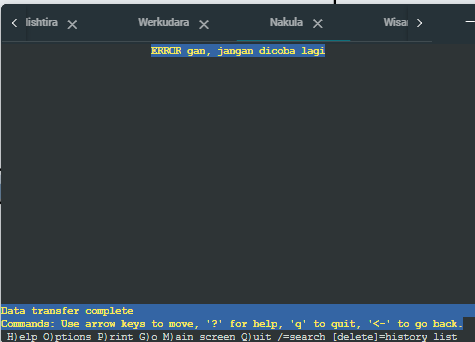 lishtira
Werkudara
Nakula
Wisa
ERROR gan, jangan dicoba lagi
Data transfer complete
Commands: Use arrow keys to move, '?' for help, 'q' to quit, '<-' to go back.
H)elp O)ptions P)rint G)o M)ain screen Q)uit /=search [delete]=history list